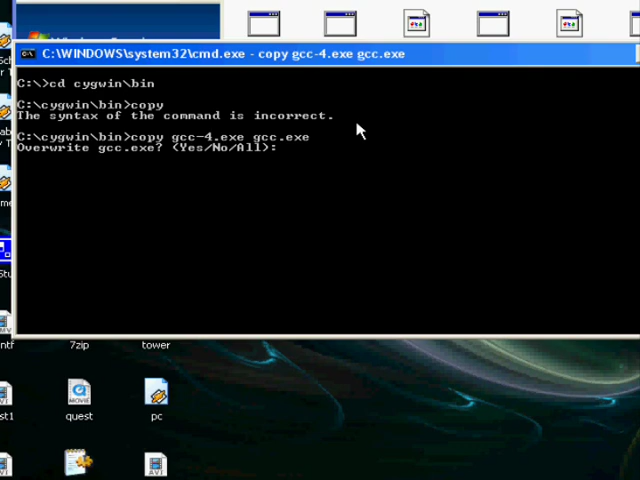 C:\WINDOWS\system32\cmd.exe - copy gcc-4.exe gcc.exe
C:\>cd cygwin\bin
C:\cygwin\bin>copy
The syntax of the command is incorrect.
C:\cygwin\bin>copy gcc-4.exe gcc.exe
Overwrite gcc.exe? (Yes/No/All):
7zip
tower
quest
pc